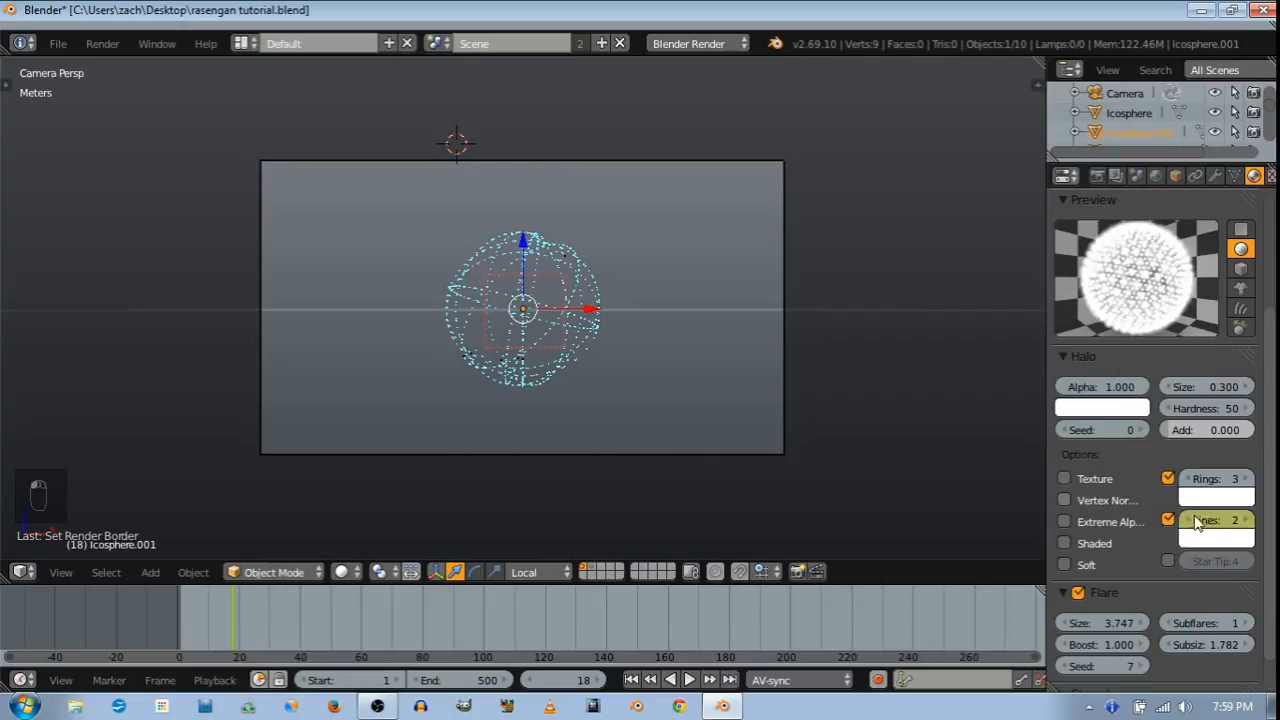 Blender* [C:\Users\zach\Desktop\rasengan tutorial.blend]
File Render Window Help Default Scene 2 Blender Render v2.69.10 | Verts:9 | Faces:0 | Tris:0 | Objects:1/10 | Lamps:0/0 | Mem:122.46M | Icosphere.001
Camera Persp
Meters
View Search All Scenes
Camera
Icosphere
Icosphere.001
Preview
Halo
Alpha: 1.000 Size: 0.300
Hardness: 50
Seed: 0 Add: 0.000
Options:
Texture Rings: 3
Vertex Nor...
Extreme Alp... 2
Shaded
Soft Star Tip: 4
Flare
Size: 3.747 Subflares: 1
Boost: 1.000 Subsiz: 1.782
Seed: 7
Last: Set Render Border
(18) Icosphere.001
View Select Add Object Object Mode Local
-40 -20 0 20 40 60 80 100 120 140 160 180 200 220 240 260
View Marker Frame Playback Start: 1 End: 500 18 AV-sync
7:59 PM